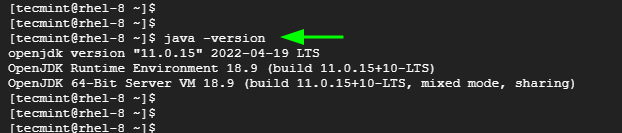 [tecmint@rhel-8 ~]$
[tecmint@rhel-8 ~]$
[tecmint@rhel-8 ~]$ java -version
openjdk version "11.0.15" 2022-04-19 LTS
OpenJDK Runtime Environment 18.9 (build 11.0.15+10-LTS)
OpenJDK 64-Bit Server VM 18.9 (build 11.0.15+10-LTS, mixed mode, sharing)
[tecmint@rhel-8 ~]$
[tecmint@rhel-8 ~]$
[tecmint@rhel-8 ~]$